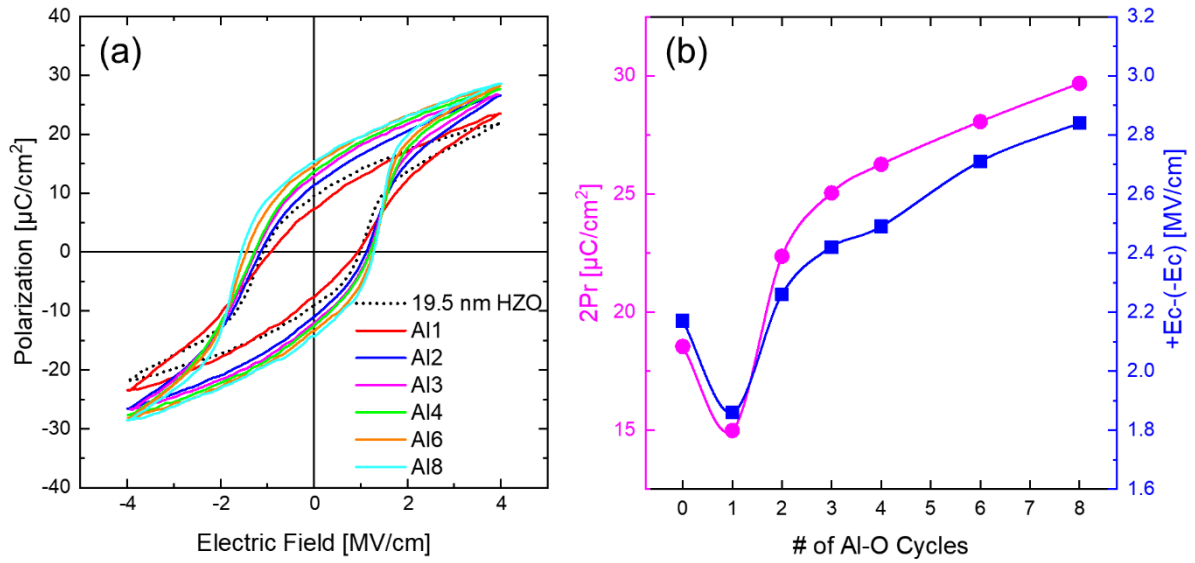 (a)
Polarization [µC/cm²]
40
30
20
10
0
-10
-20
-30
-40
-4
-2
0
2
4
Electric Field [MV/cm]
19.5 nm HZO
Al1
Al2
Al3
Al4
Al6
Al8
(b)
2Pr [µC/cm²]
30
25
20
15
0
1
2
3
4
5
6
7
8
# of Al-O Cycles
3.2
3.0
2.8
2.6
2.4
2.2
2.0
1.8
1.6
+Ec-(-Ec) [MV/cm]